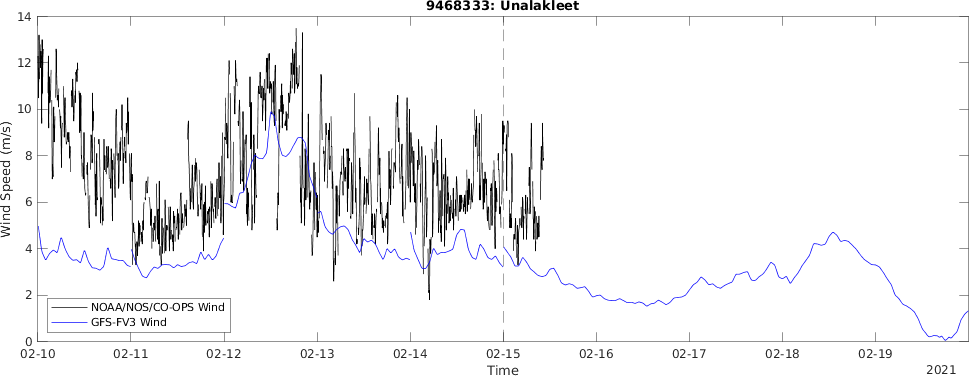 9468333: Unalakleet
Wind Speed (m/s)
14
12
10
8
6
4
2
0
NOAA/NOS/CO-OPS Wind
GFS-FV3 Wind
02-10 02-11 02-12 02-13 02-14 02-15 02-16 02-17 02-18 02-19
Time
2021